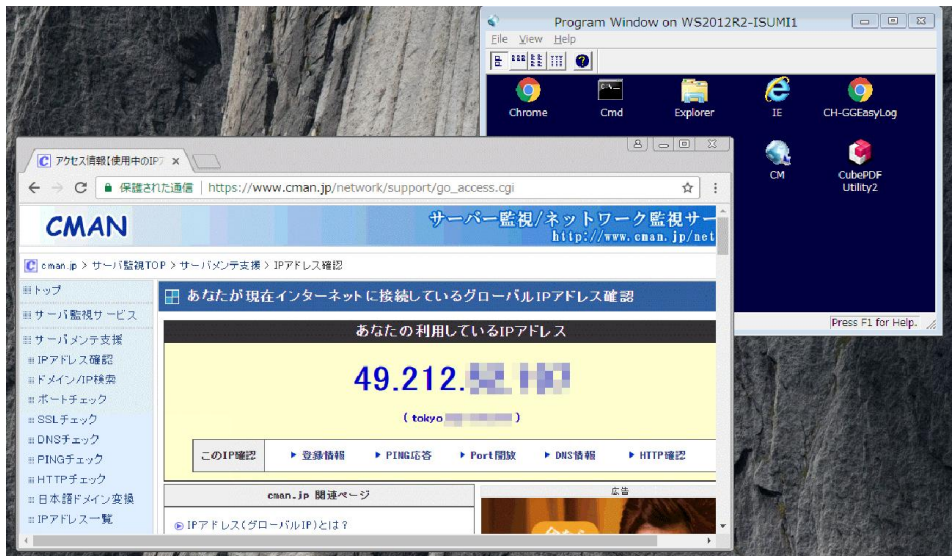 Program Window on WS2012R2-ISUMI1
File View Help
Chrome
Cmd
Explorer
IE
CH-GGEasyLog
CM
CubePDF
Utility2
Press F1 for Help.
アクセス情報【使用中のIPア
保護された通信 | https://www.cman.jp/network/support/go_access.cgi
CMAN
サーバー監視/ネットワーク監視サー
http://www.cman.jp/net
cman.jp > サーバ監視TOP > サーバメンテ支援 > IPアドレス確認
トップ
サーバ監視サービス
サーバメンテ支援
IPアドレス確認
ドメイン/IP検索
ポートチェック
SSLチェック
DNSチェック
PINGチェック
HTTPチェック
日本語ドメイン変換
IPアドレス一覧
あなたが現在インターネットに接続しているグローバルIPアドレス確認
あなたの利用しているIPアドレス
49.212.
( tokyo )
このIP確認 登録情報 PING応答 Port開放 DNS情報 HTTP確認
cman.jp 関連ページ
IPアドレス(グローバルIP)とは?
広告